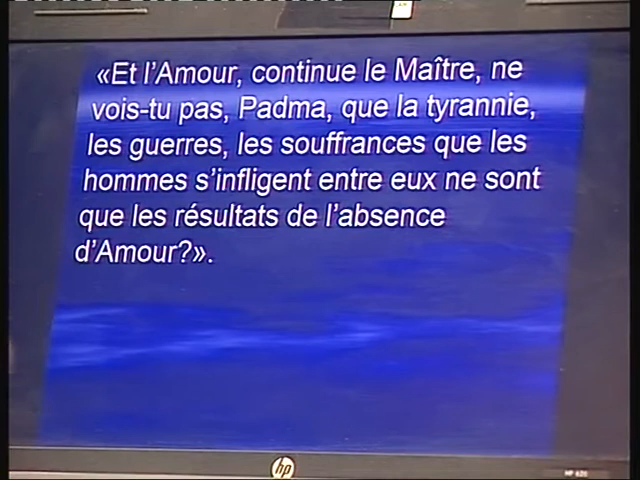 «Et l'Amour, continue le Maître, ne
vois-tu pas, Padma, que la tyrannie,
les guerres, les souffrances que les
hommes s'infligent entre eux ne sont
que les résultats de l'absence
d'Amour?».
hp